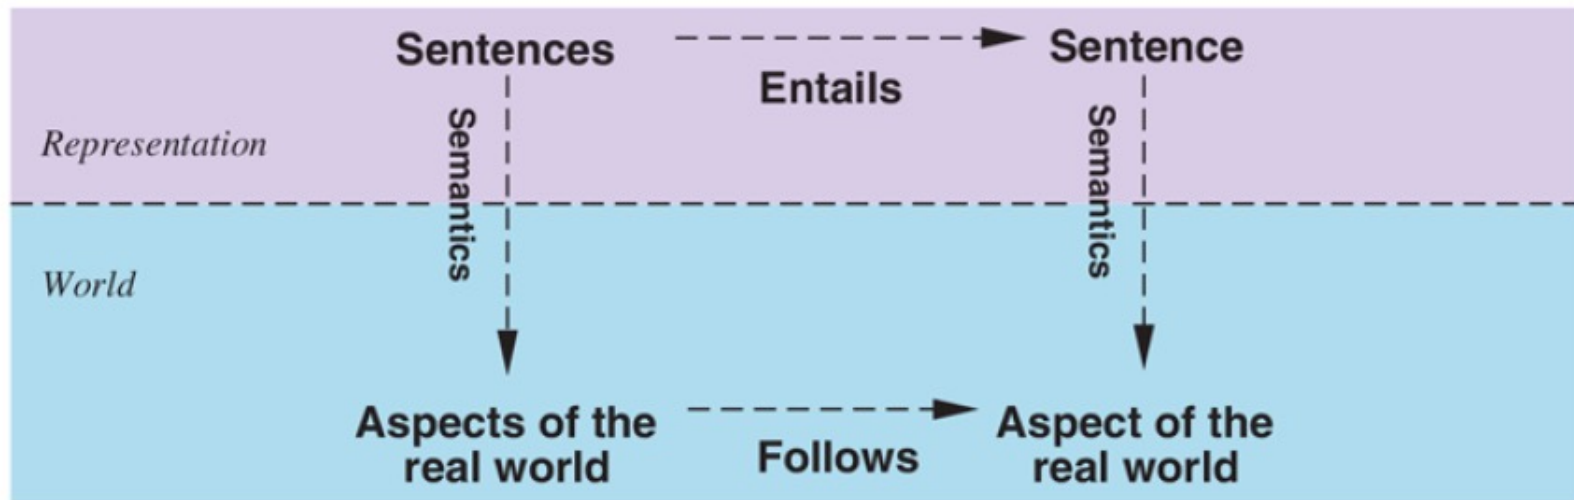 Sentences
Sentence
Entails
Semantics
Semantics
Representation
World
Aspects of the
real world
Follows
Aspect of the
real world